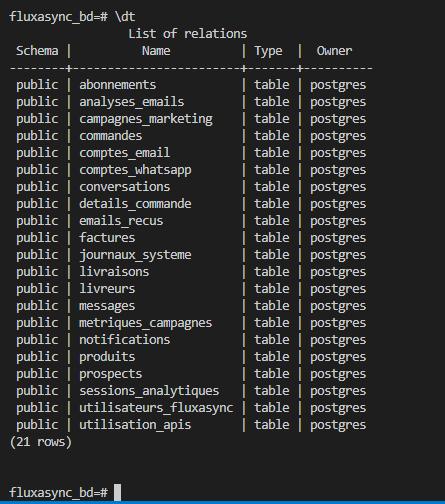 fluxasync_bd=# \dt
                 List of relations
 Schema |         Name          | Type  |  Owner
--------+-----------------------+-------+----------
 public | abonnements           | table | postgres
 public | analyses_emails       | table | postgres
 public | campagnes_marketing   | table | postgres
 public | commandes             | table | postgres
 public | comptes_email         | table | postgres
 public | comptes_whatsapp      | table | postgres
 public | conversations         | table | postgres
 public | details_commande      | table | postgres
 public | emails_recus          | table | postgres
 public | factures              | table | postgres
 public | journaux_systeme      | table | postgres
 public | livraisons            | table | postgres
 public | livreurs              | table | postgres
 public | messages              | table | postgres
 public | metriques_campagnes   | table | postgres
 public | notifications         | table | postgres
 public | produits              | table | postgres
 public | prospects             | table | postgres
 public | sessions_analytiques  | table | postgres
 public | utilisateurs_fluxasync | table | postgres
 public | utilisation_apis      | table | postgres
(21 rows)
fluxasync_bd=#